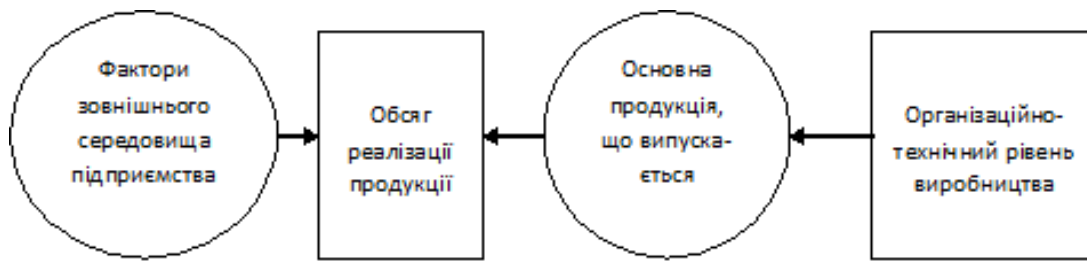 Фактори
зовнішнього
середовища
підприємства
Обсяг
реалізації
продукції
Основна
продукція,
що випуска-
ється
Організаційно-
технічний рівень
виробництва